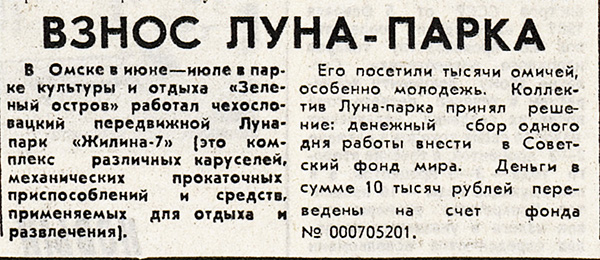 ВЗНОС ЛУНА-ПАРКА
В Омске в июне—июле в пар-
ке культуры и отдыха «Зеле-
ный остров» работал чехосло-
вацкий передвижной Луна-
парк «Жилина-7» (это ком-
плекс различных каруселей,
механических прокаточных
приспособлений и средств,
применяемых для отдыха и
развлечения).
Его посетили тысячи омичей,
особенно молодежь. Коллек-
тив Луна-парка принял реше-
ние: денежный сбор одного
дня работы внести в Совет-
ский фонд мира. Деньги в
сумме 10 тысяч рублей пере-
ведены на счет фонда
№ 000705201.